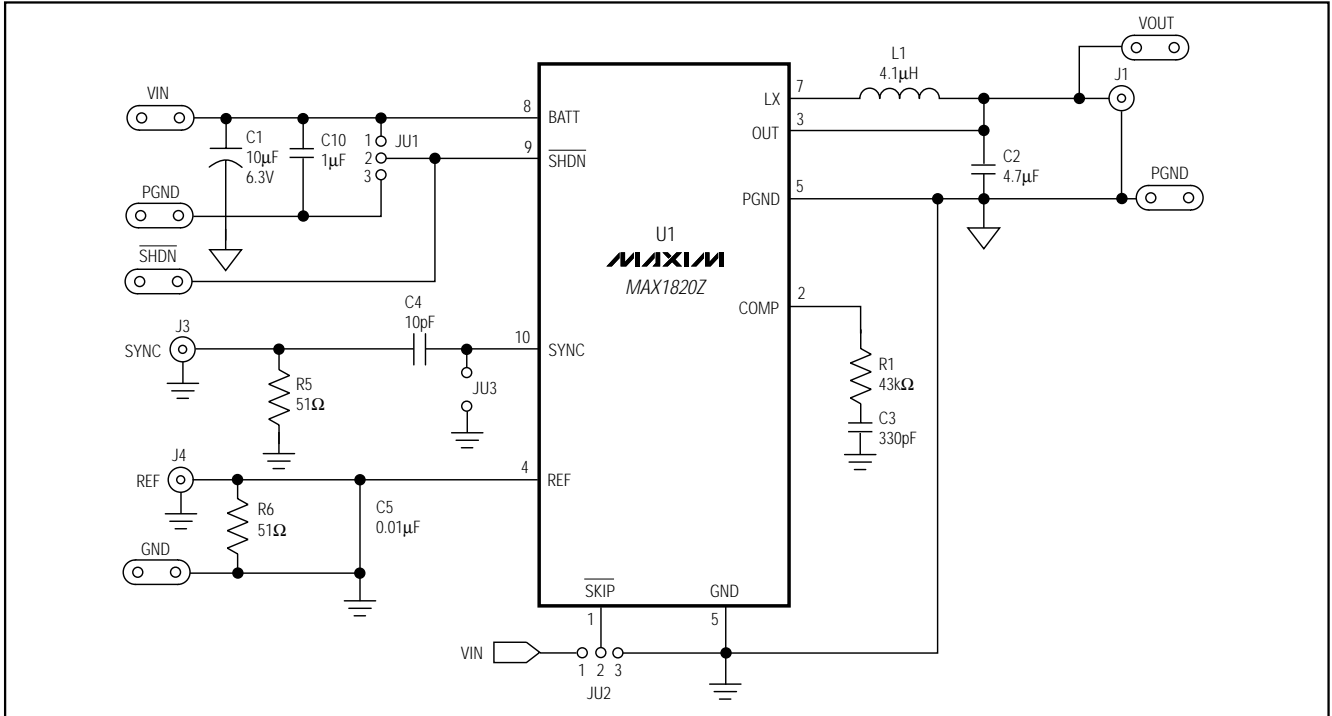 VOUT
L1
4.1µH
J1
VIN
8
BATT
LX
7
OUT
3
C1
10µF
6.3V
C10
1µF
1
2
3
JU1
9
SHDN
C2
4.7µF
PGND
PGND
5
PGND
SHDN
U1
MAXIM
MAX1820Z
COMP
2
C4
10pF
J3
SYNC
10
SYNC
R5
51Ω
JU3
R1
43kΩ
C3
330pF
J4
REF
4
REF
R6
51Ω
C5
0.01µF
GND
SKIP
GND
1
5
VIN
1 2 3
JU2